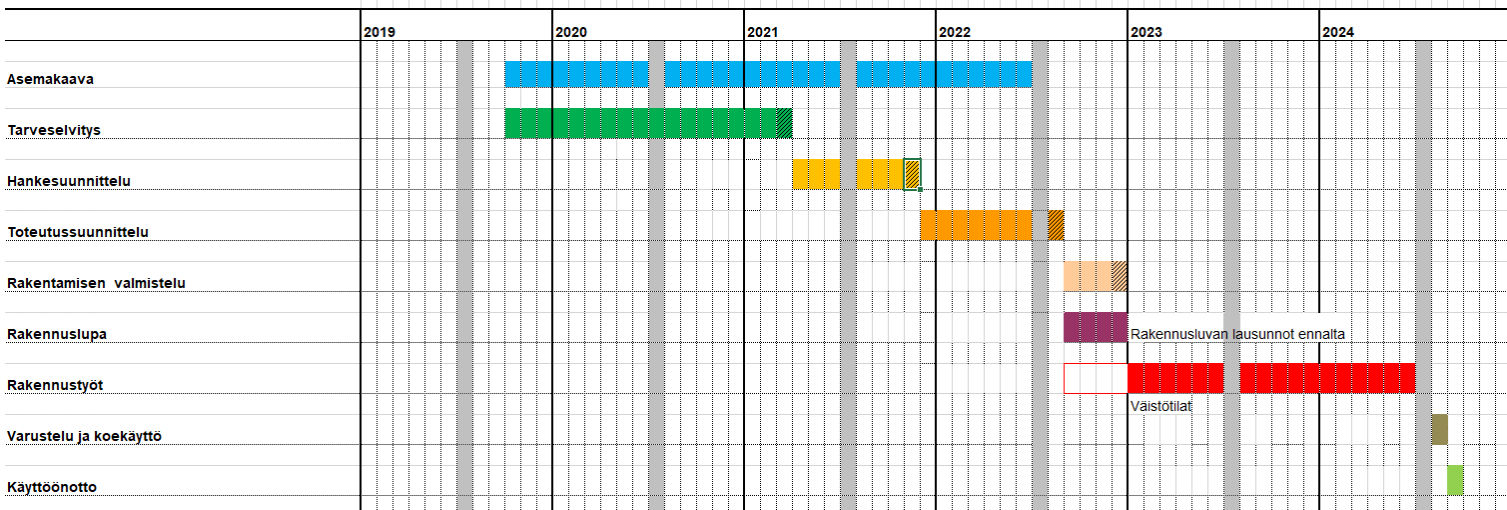 2019 2020 2021 2022 2023 2024
Asemakaava
Tarveselvitys
Hankesuunnittelu
Toteutussuunnittelu
Rakentamisen  valmistelu
Rakennuslupa Rakennusluvan lausunnot ennalta
Rakennustyöt
Väistötilat
Varustelu ja koekäyttö
Käyttöönotto